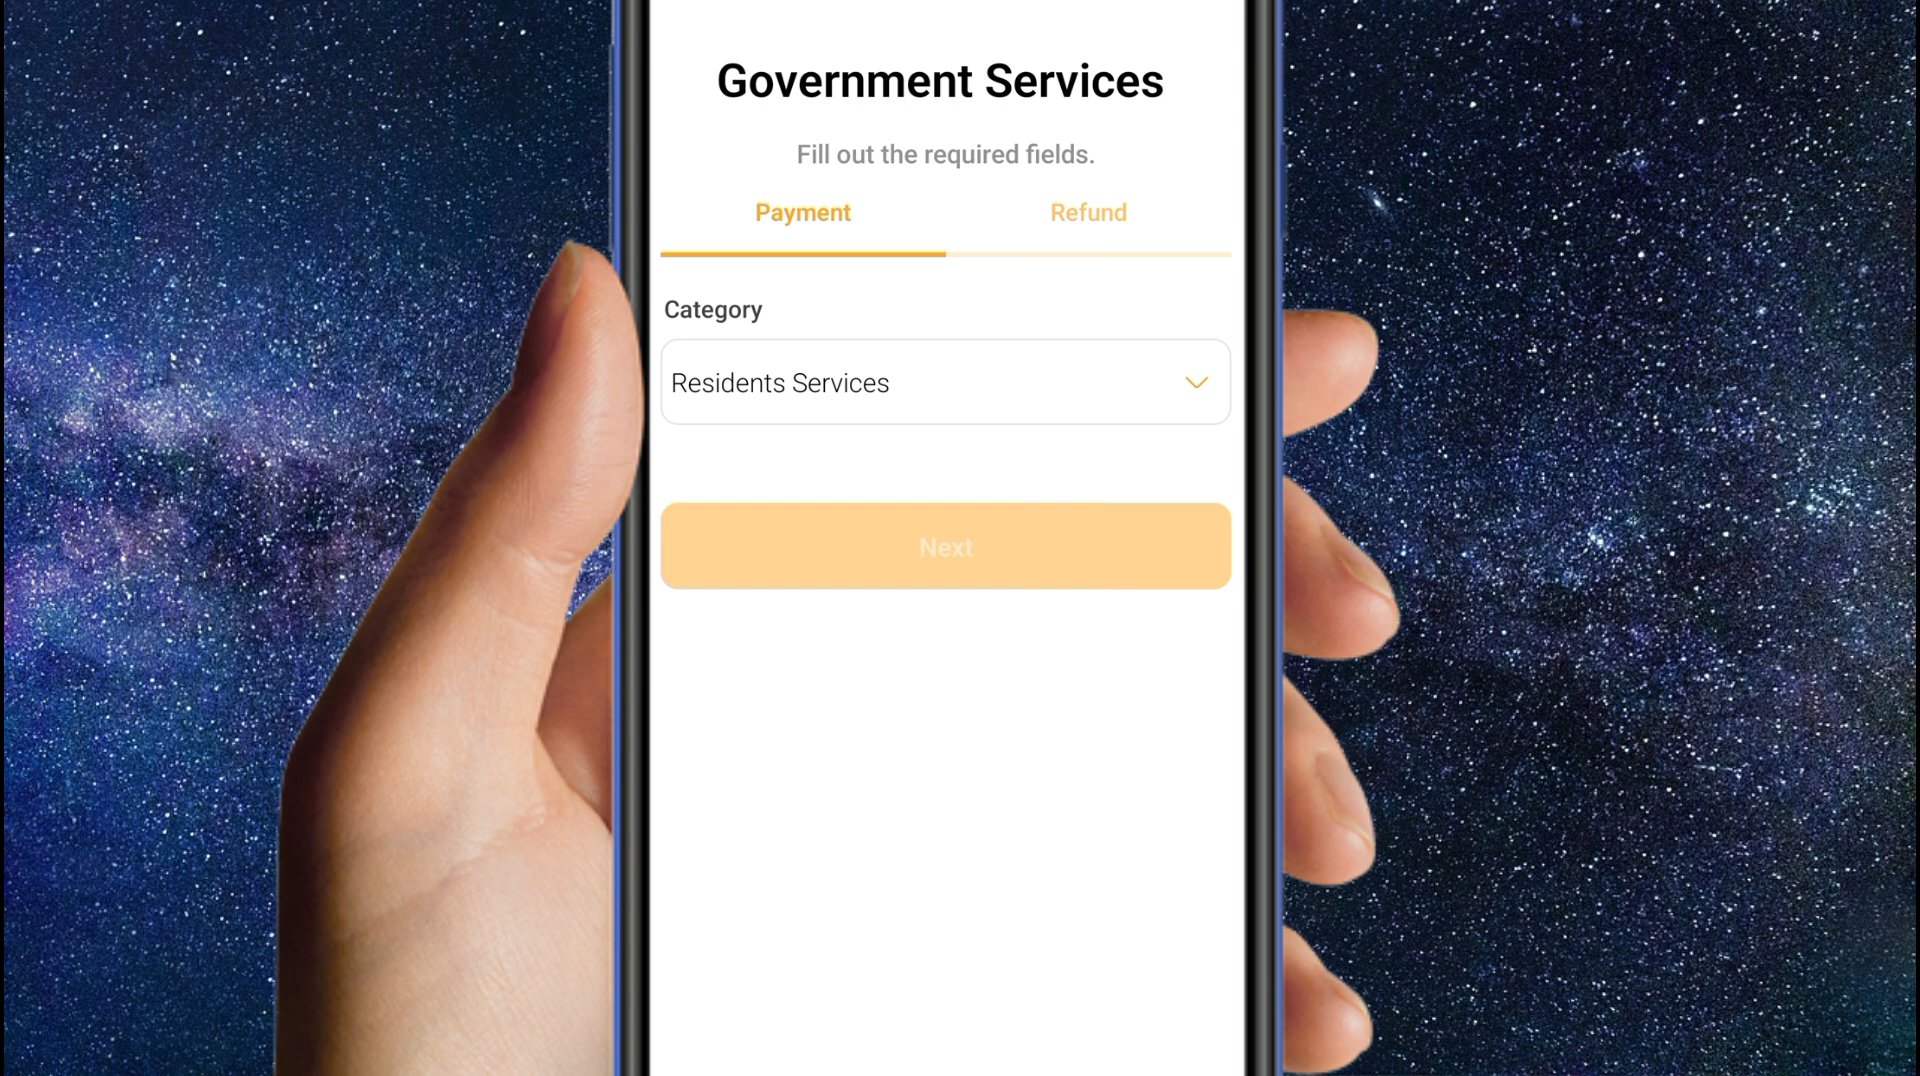 Government Services
Fill out the required fields.
Payment
Refund
Category
Residents Services
Next